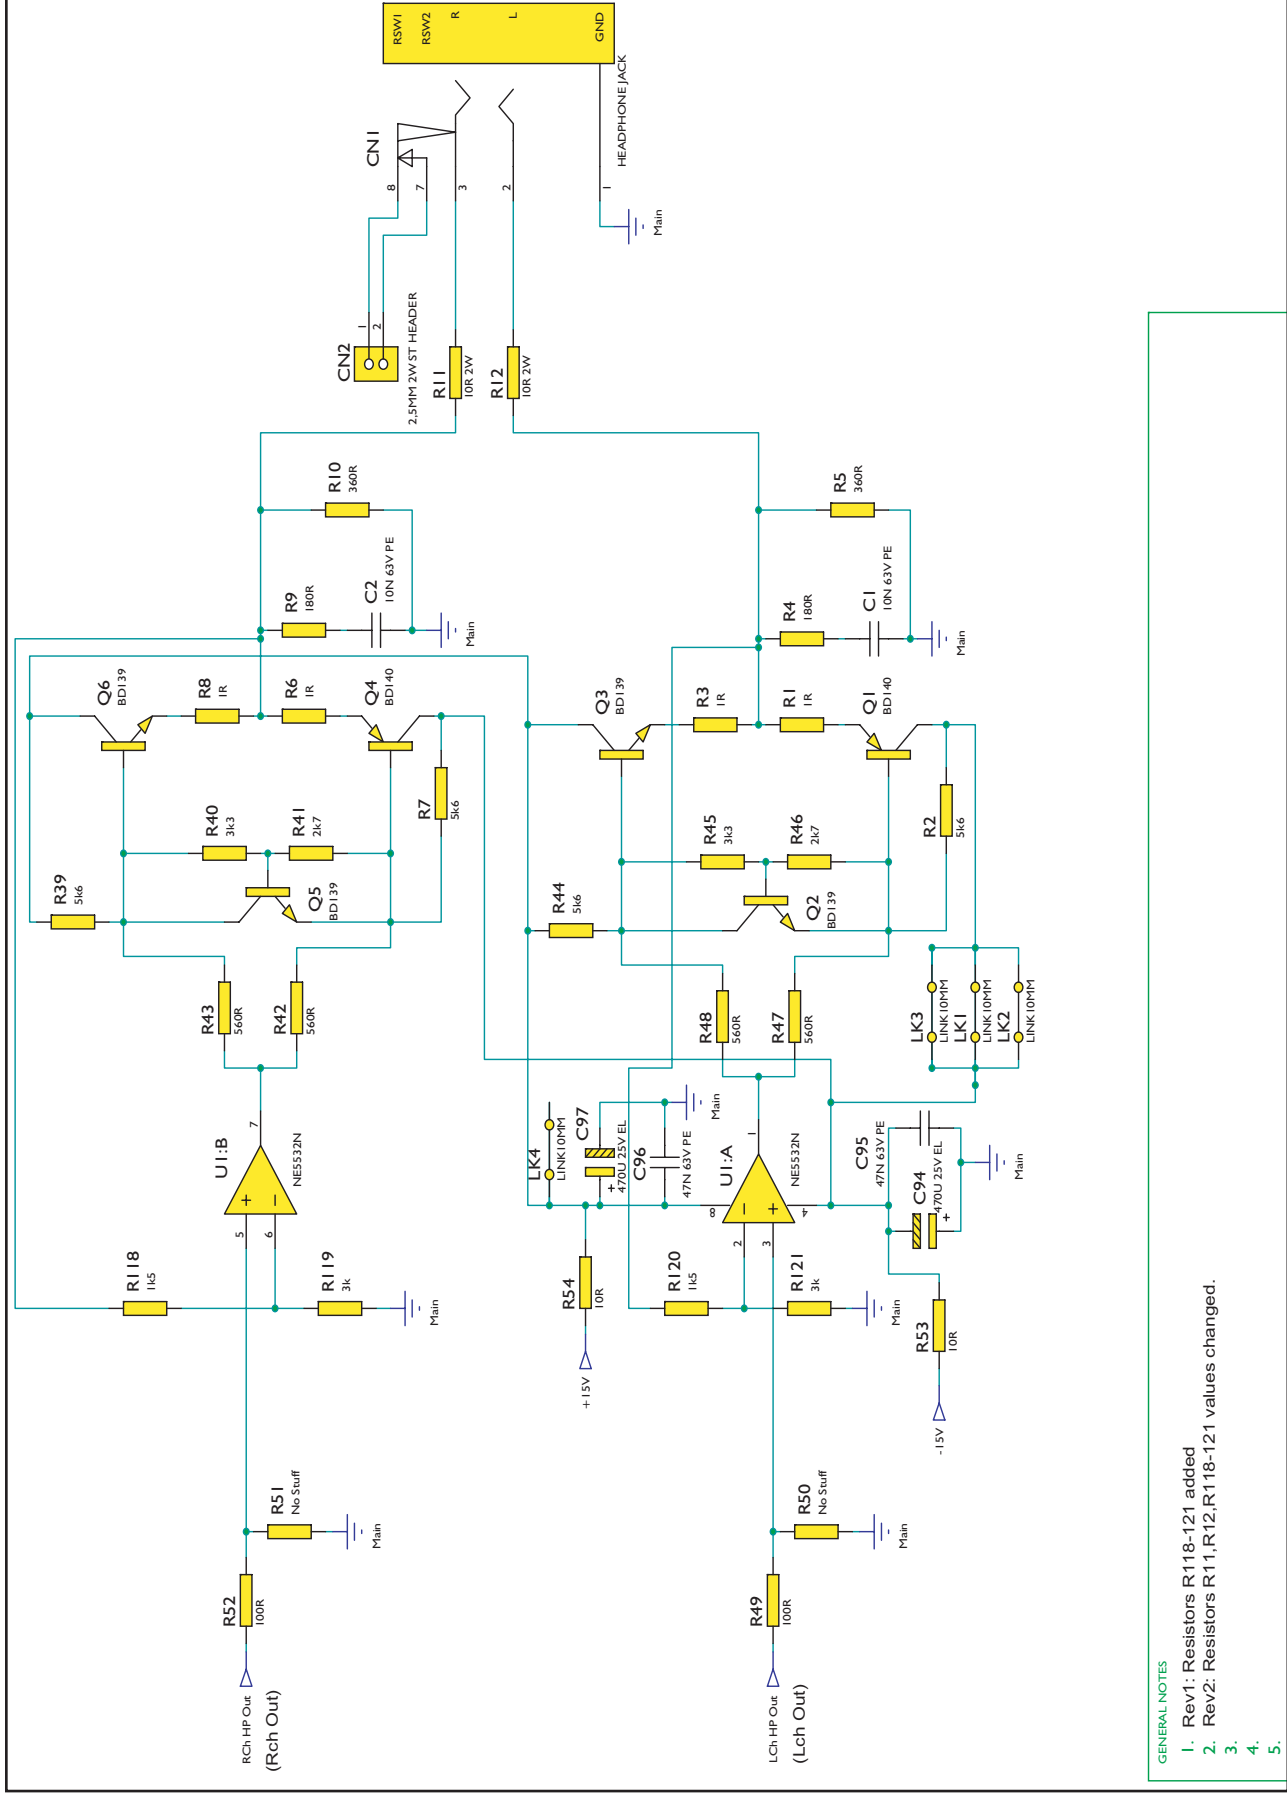 RCh HP Out
(Rch Out)
R52
100R
R51
No Stuff
Main
R118
1k5
R119
3k
Main
5
6
7
U1:B
NE5532N
R43
560R
R42
560R
R39
5k6
R40
3k3
R41
2k7
Q5
BD139
R7
5k6
Q6
BD139
R8
1R
R6
1R
Q4
BD140
R9
180R
C2
10N 63V PE
Main
R10
360R
CN2
1
2
2.5MM 2W ST HEADER
R11
10R 2W
R12
10R 2W
CN1
8
7
3
2
1
RSW1
RSW2
R
L
GND
HEADPHONE JACK
Main
LCh HP Out
(Lch Out)
R49
100R
R50
No Stuff
Main
+15V
R54
10R
R120
1k5
R121
3k
Main
-15V
R53
10R
LK4
LINK10MM
C97
470U 25V EL
+
C96
47N 63V PE
Main
2
3
8
4
1
U1:A
NE5532N
C95
47N 63V PE
C94
470U 25V EL
+
Main
R48
560R
R47
560R
LK3
LINK10MM
LK1
LINK10MM
LK2
LINK10MM
R44
5k6
R45
3k3
R46
2k7
Q2
BD139
R2
5k6
Q3
BD139
R3
1R
R1
1R
Q1
BD140
R4
180R
C1
10N 63V PE
Main
R5
360R
GENERAL NOTES
1. Rev1: Resistors R118-121 added
2. Rev2: Resistors R11,R12,R118-121 values changed.
3.
4.
5.